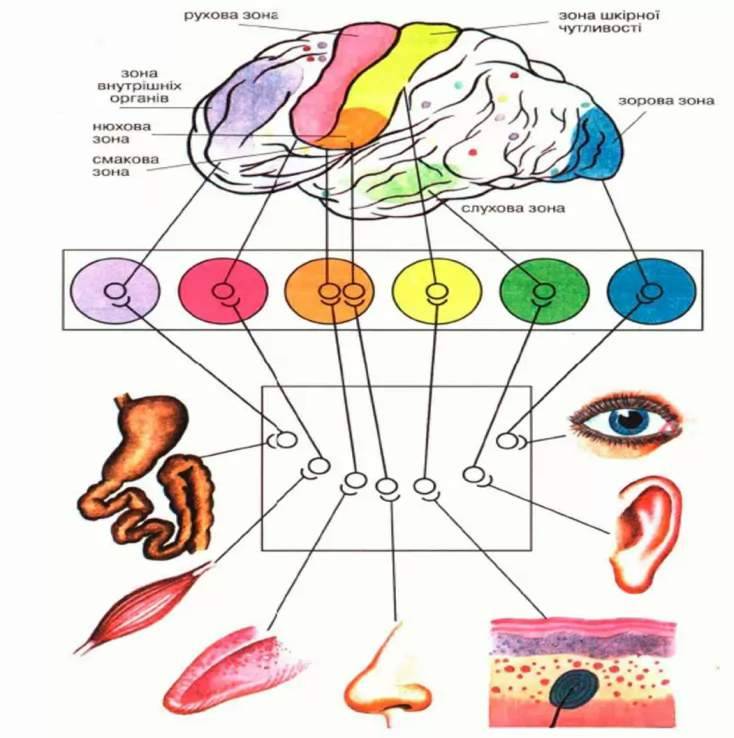 рухова зона
зона шкірної
чутливості
зона
внутрішніх
органів
зорова зона
нюхова
зона
смакова
зона
слухова зона